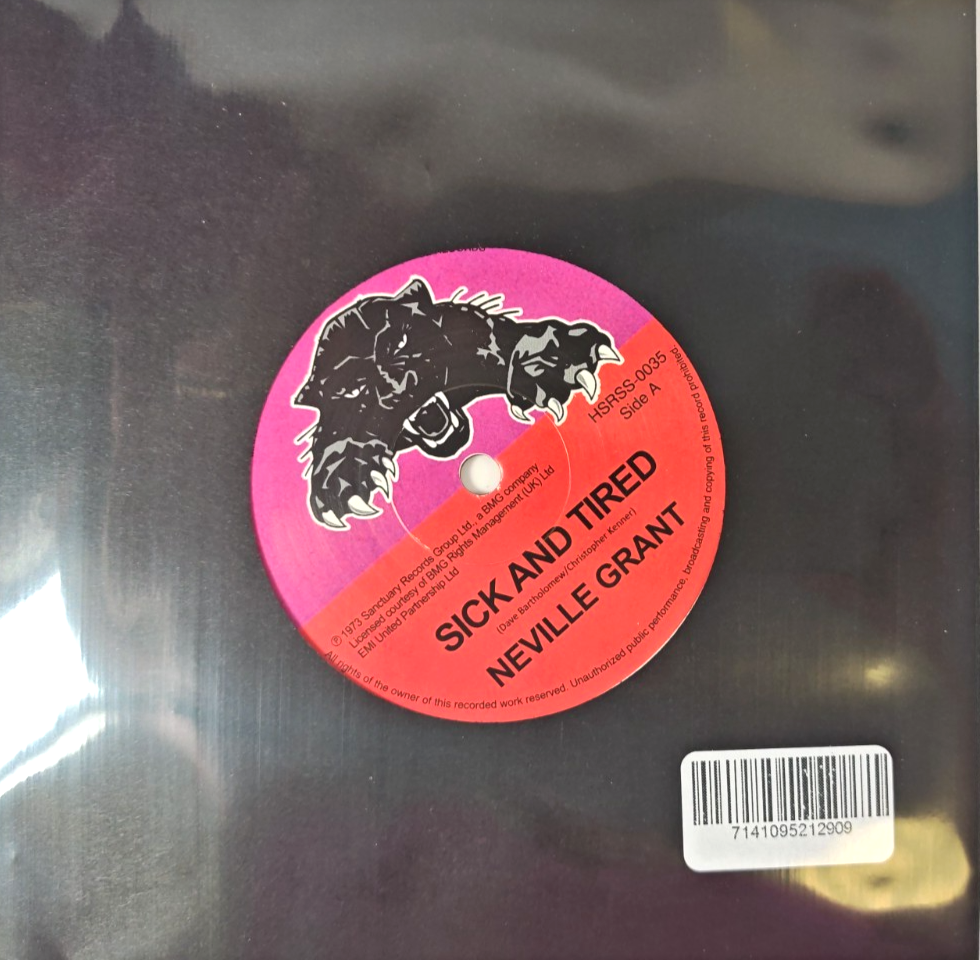 HSRSS-0035
Side A
℗ 1973 Sanctuary Records Group Ltd., a BMG company
Licensed courtesy of BMG Rights Management (UK) Ltd
EMI United Partnership Ltd
SICK AND TIRED
(Dave Bartholomew/Christopher Kenner)
NEVILLE GRANT
All rights of the owner of this recorded work reserved. Unauthorized public performance, broadcasting and copying of this record prohibited.
7141095212909